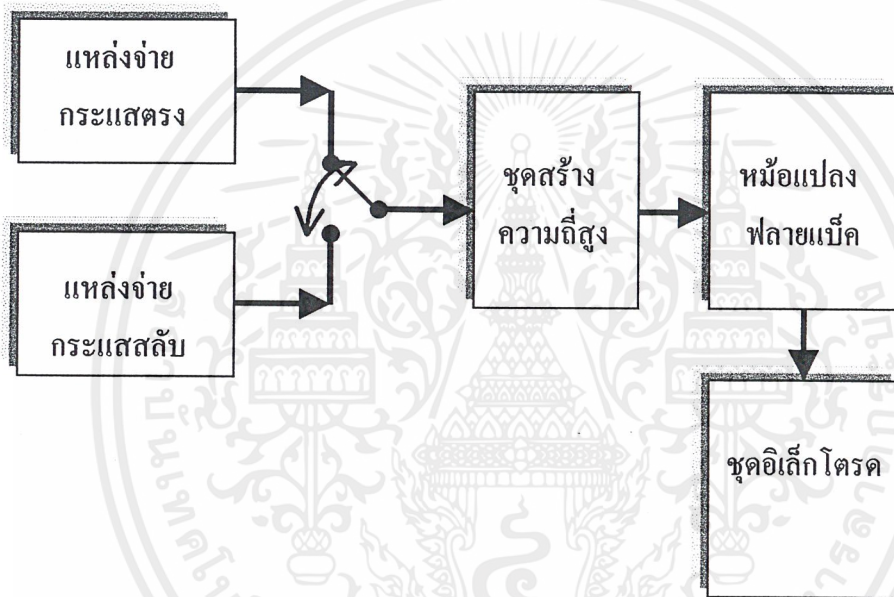 แหล่งจ่าย
กระแสตรง
แหล่งจ่าย
กระแสสลับ
ชุดสร้าง
ความถี่สูง
หม้อแปลง
ฟลายแบ็ค
ชุดอิเล็กโตรด